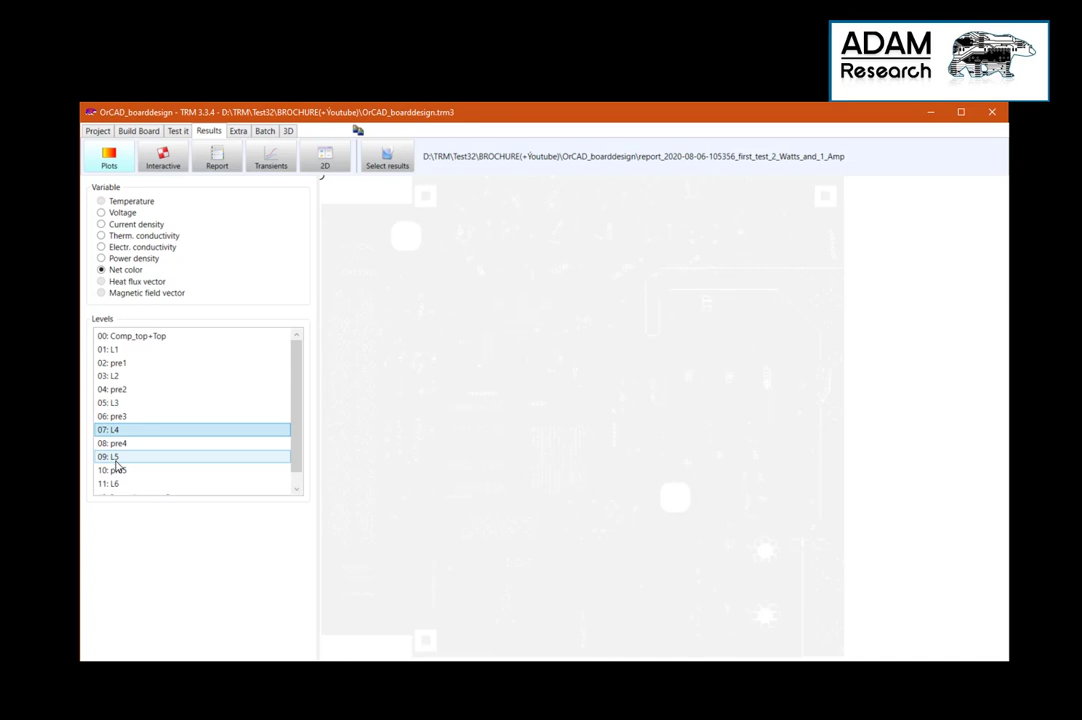 ADAM
Research
OrCAD_boarddesign - TRM 3.3.4 - D:\TRM\Test32\BROCHURE(+Ýoutube)\OrCAD_boarddesign.trm3
Project Build Board Test it Results Extra Batch 3D
Plots Interactive Report Transients 2D Select results
D:\TRM\Test32\BROCHURE(+Ýoutube)\OrCAD_boarddesign\report_2020-08-06-105356_first_test_2_Watts_and_1_Amp
Variable
Temperature
Voltage
Current density
Therm. conductivity
Electr. conductivity
Power density
Net color
Heat flux vector
Magnetic field vector
Levels
00: Comp_top+Top
01: L1
02: pre1
03: L2
04: pre2
05: L3
06: pre3
07: L4
08: pre4
09: L5
10: pre5
11: L6